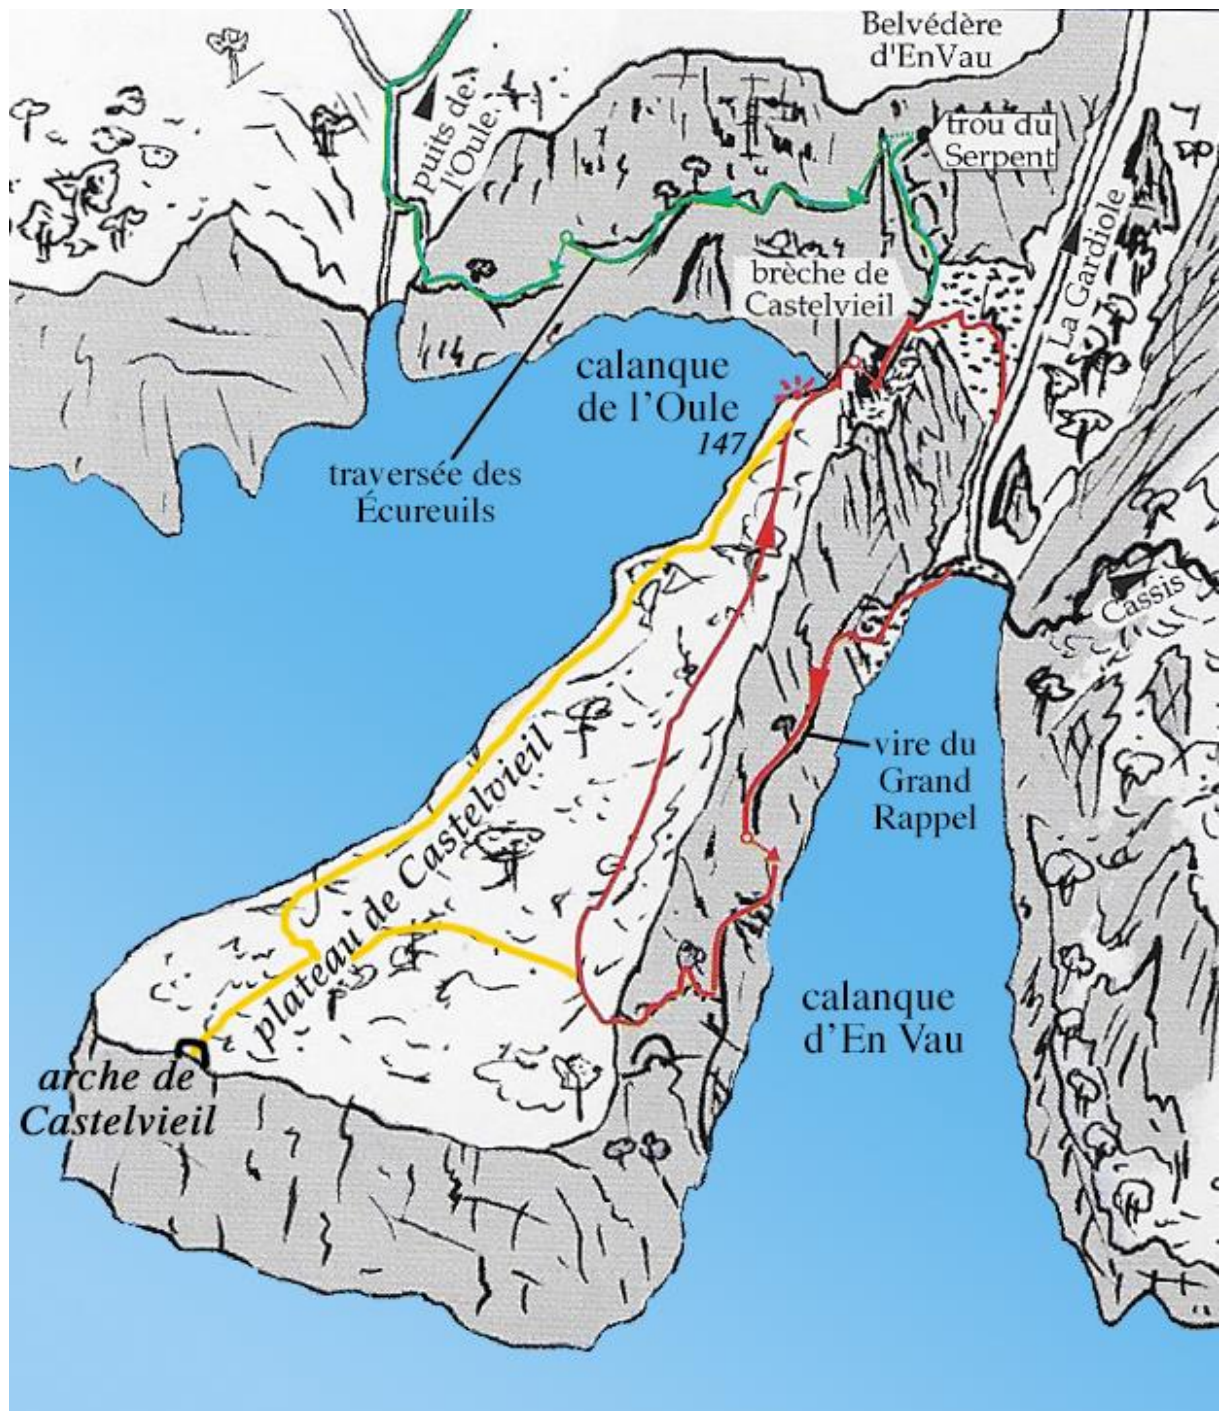 Belvédère
d'EnVau
trou du
Serpent
puits de
l'Oule
La Gardiole
brèche de
Castelvieil
calanque
de l'Oule
147
traversée des
Écureuils
Cassis
vire du
Grand
Rappel
plateau de Castelvieil
calanque
d'En Vau
arche de
Castelvieil